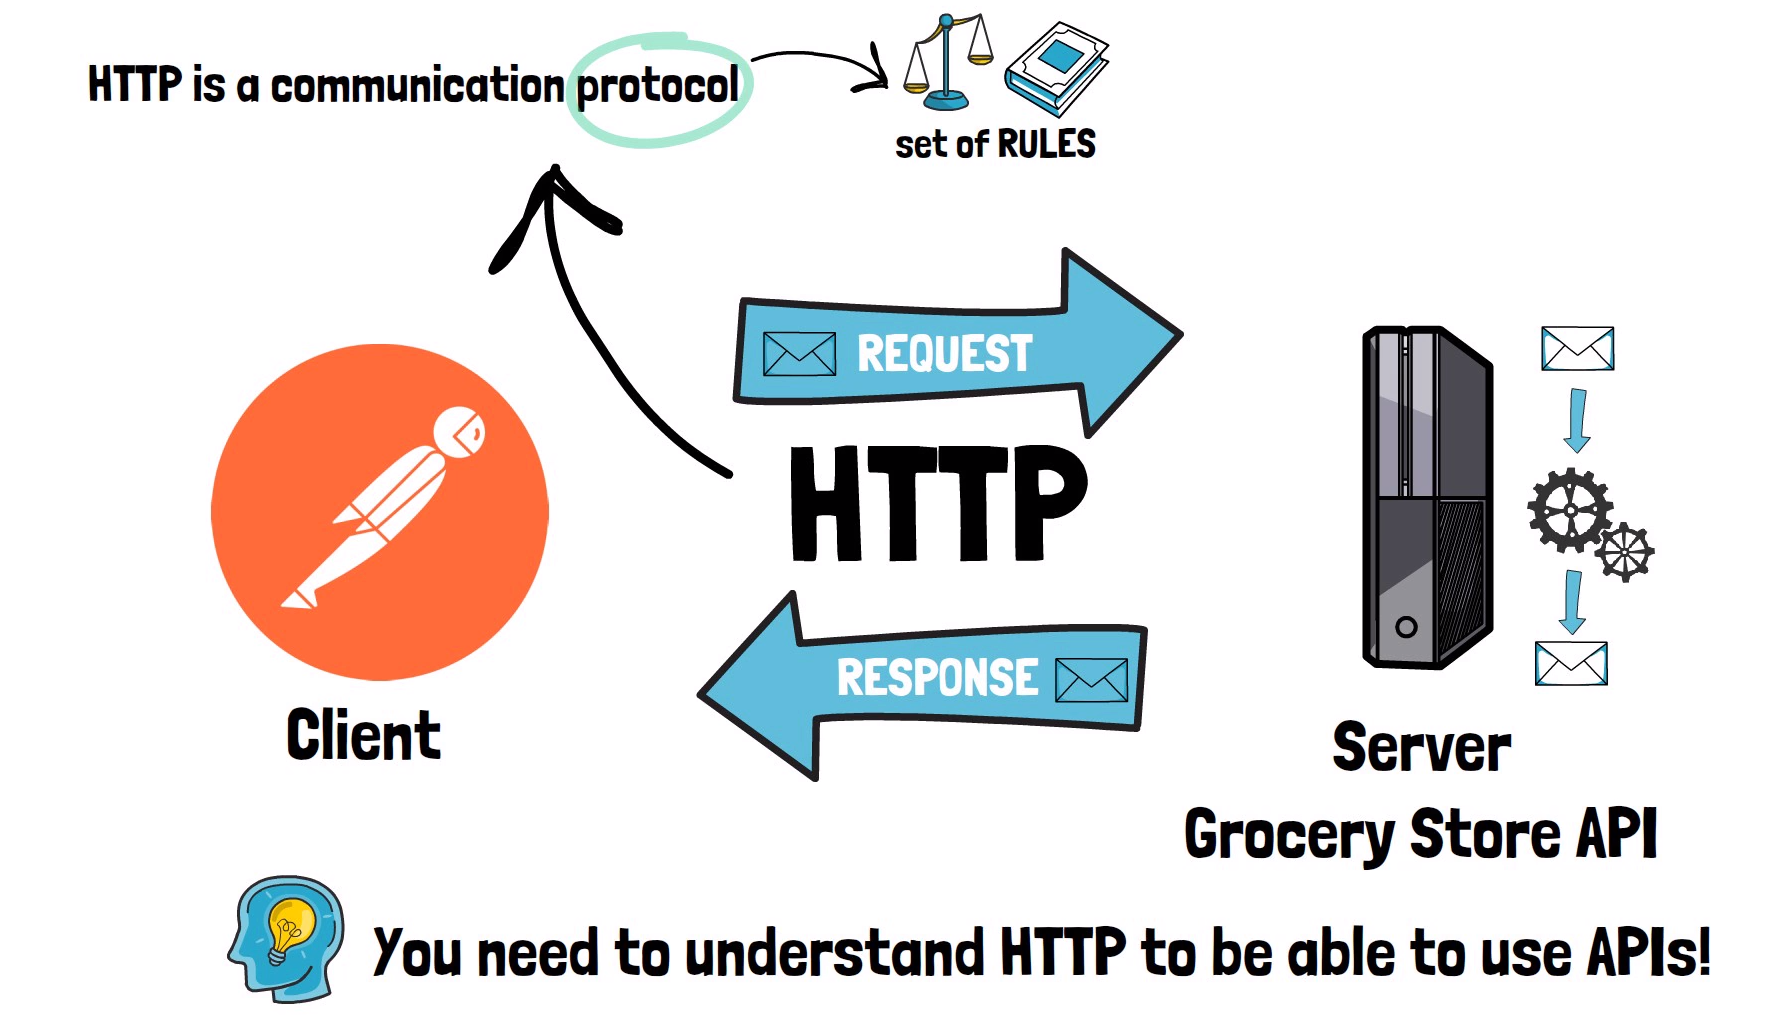 HTTP is a communication protocol
set of RULES
REQUEST
HTTP
RESPONSE
Client
Server
Grocery Store API
You need to understand HTTP to be able to use APIs!